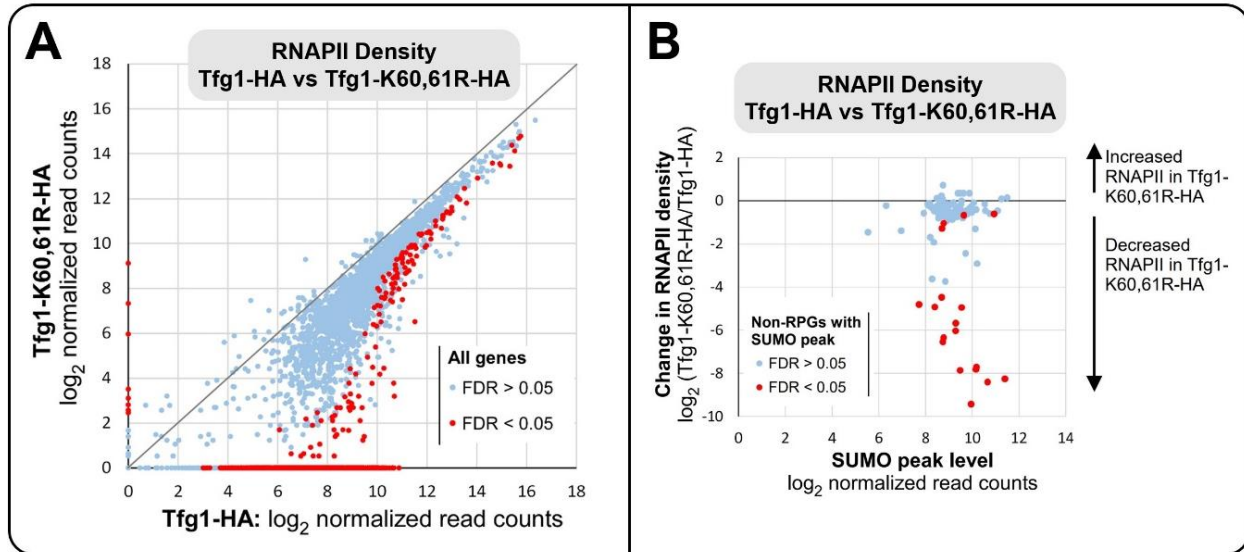 A
RNAPII Density
Tfg1-HA vs Tfg1-K60,61R-HA
Tfg1-K60,61R-HA
log2 normalized read counts
18
16
14
12
10
8
6
4
2
0
All genes
FDR > 0.05
FDR < 0.05
0 2 4 6 8 10 12 14 16 18
Tfg1-HA: log2 normalized read counts
B
RNAPII Density
Tfg1-HA vs Tfg1-K60,61R-HA
Change in RNAPII density
log2 (Tfg1-K60,61R-HA/Tfg1-HA)
2
0
-2
-4
-6
-8
-10
Non-RPGs with
SUMO peak
FDR > 0.05
FDR < 0.05
0 2 4 6 8 10 12 14
SUMO peak level
log2 normalized read counts
Increased
RNAPII in Tfg1-
K60,61R-HA
Decreased
RNAPII in Tfg1-
K60,61R-HA